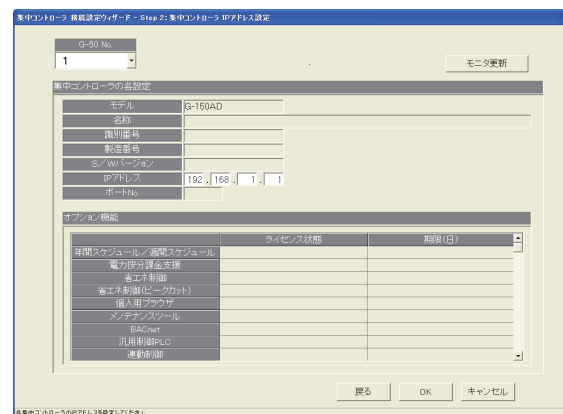 集中コントローラ 接続設定ウィザード - Step 2: 集中コントローラ IPアドレス設定
G-50 No.
1
モニタ更新
集中コントローラの各設定
モデル G-150AD
名称
識別番号
製造番号
S/Wバージョン
IPアドレス 192 . 168 . 1 . 1
ポートNo.
オプション機能
ライセンス状態 期限(日)
年間スケジュール/週間スケジュール
電力按分課金支援
省エネ制御
省エネ制御(ピークカット)
個人用ブラウザ
メンテナンスツール
BACnet
汎用制御PLC
連動制御
戻る OK キャンセル
各集中コントローラのIPアドレスを設定してください。